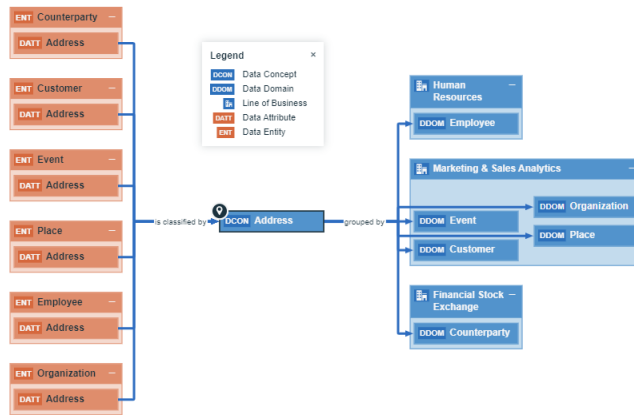 ENT Counterparty
DATT Address
ENT Customer
DATT Address
ENT Event
DATT Address
ENT Place
DATT Address
ENT Employee
DATT Address
ENT Organization
DATT Address
Legend ×
DCON Data Concept
DDOM Data Domain
Line of Business
DATT Data Attribute
ENT Data Entity
is classified by
DCON Address
grouped by
Human
Resources
DDOM Employee
Marketing & Sales Analytics
DDOM Organization
DDOM Event
DDOM Place
DDOM Customer
Financial Stock
Exchange
DDOM Counterparty